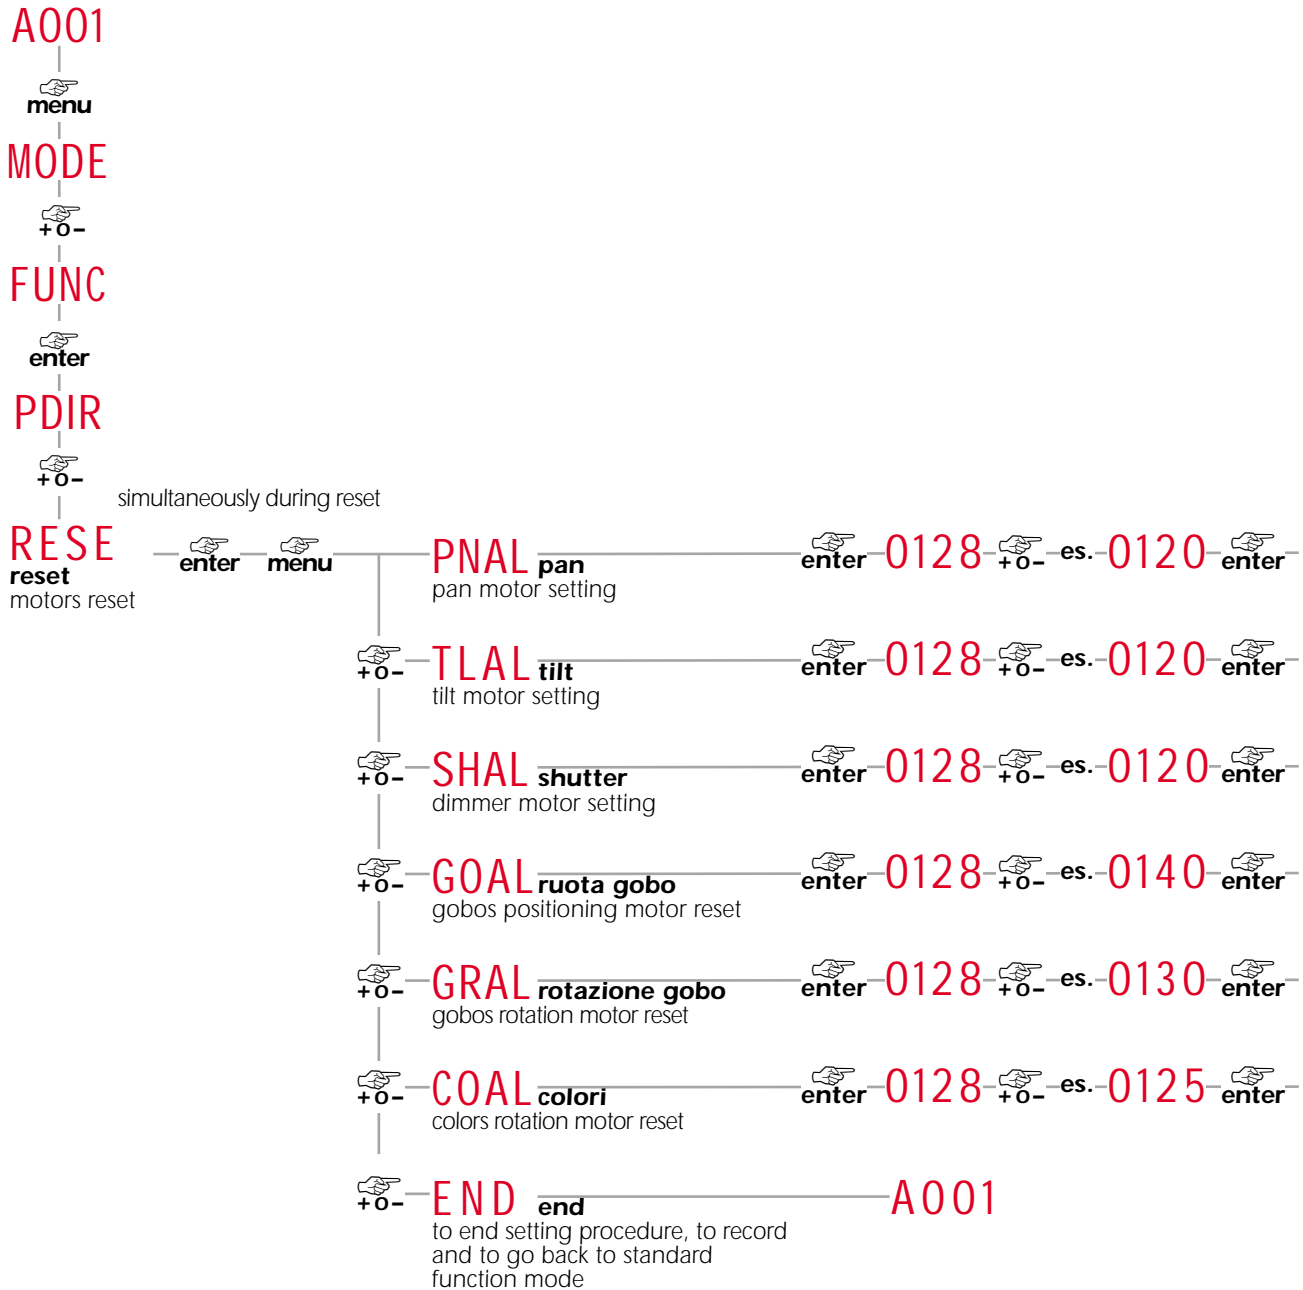 A001
menu
MODE
+o-
FUNC
enter
PDIR
+o-
simultaneously during reset
RESE enter menu PNAL pan enter 0128 +o- es. 0120 enter
reset
motors reset
pan motor setting
+o- TLAL tilt enter 0128 +o- es. 0120 enter
tilt motor setting
+o- SHAL shutter enter 0128 +o- es. 0120 enter
dimmer motor setting
+o- GOAL ruota gobo enter 0128 +o- es. 0140 enter
gobos positioning motor reset
+o- GRAL rotazione gobo enter 0128 +o- es. 0130 enter
gobos rotation motor reset
+o- COAL colori enter 0128 +o- es. 0125 enter
colors rotation motor reset
+o- END end A001
to end setting procedure, to record
and to go back to standard
function mode